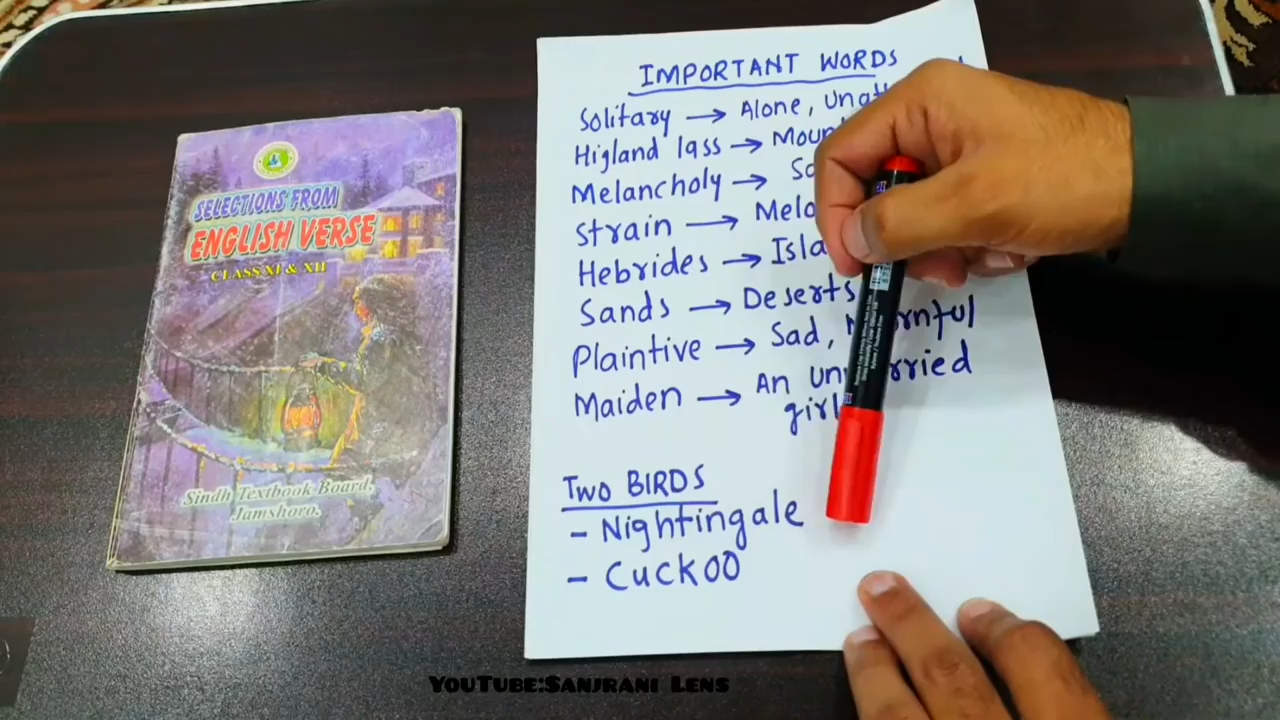 SELECTIONS FROM
ENGLISH VERSE
CLASS XI & XII
Sindh Textbook Board,
Jamshoro.
IMPORTANT WORDS
Solitary → Alone,
Higland lass →
Melancholy →
Strain →
Hebrides →
Sands → Deserts
Plaintive → Sad,
Maiden → An
girl
TWO BIRDS
- Nightingale
- Cuckoo
YouTube:Sanjrani Lens